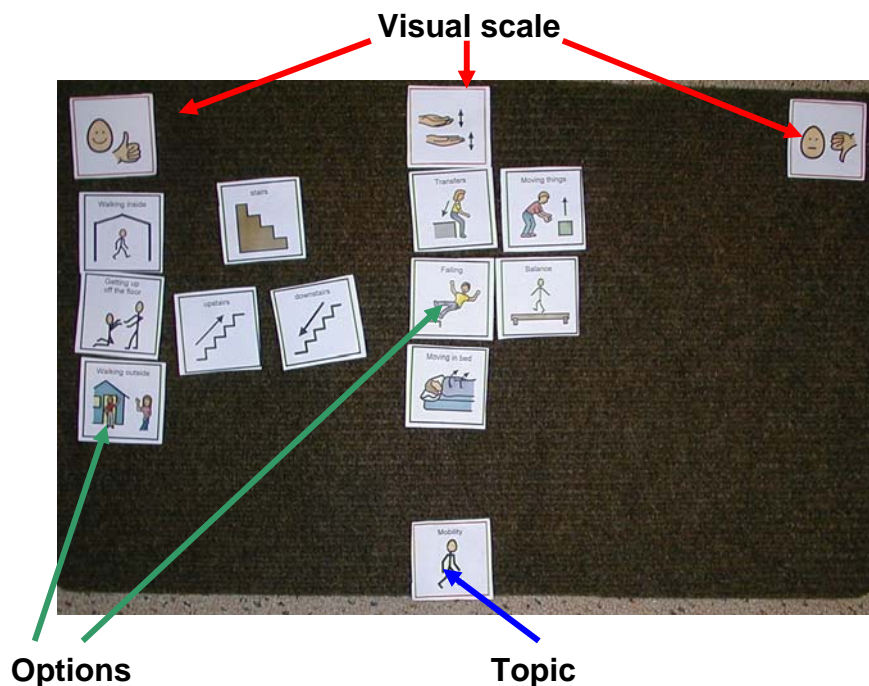 Visual scale
stairs
Transfers
Moving things
Walking inside
Getting up
off the floor
upstairs
downstairs
Falling
Balance
Walking outside
Moving in bed
Mobility
Options
Topic